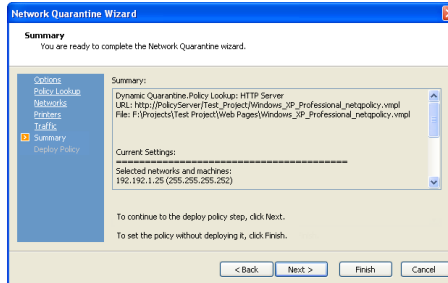 Network Quarantine Wizard
Summary
You are ready to complete the Network Quarantine wizard.
Options
Policy Lookup
Networks
Printers
Traffic
Summary
Deploy Policy
Summary:
Dynamic Quarantine.Policy Lookup: HTTP Server
URL: http://PolicyServer/Test_Project/Windows_XP_Professional_netqpolicy.vmpl
File: F:\Projects\Test Project\Web Pages\Windows_XP_Professional_netqpolicy.vmpl
Current Settings:
==========================================
Selected networks and machines:
192.192.1.25 (255.255.255.252)
To continue to the deploy policy step, click Next.
To set the policy without deploying it, click Finish.
< Back
Next >
Finish
Cancel